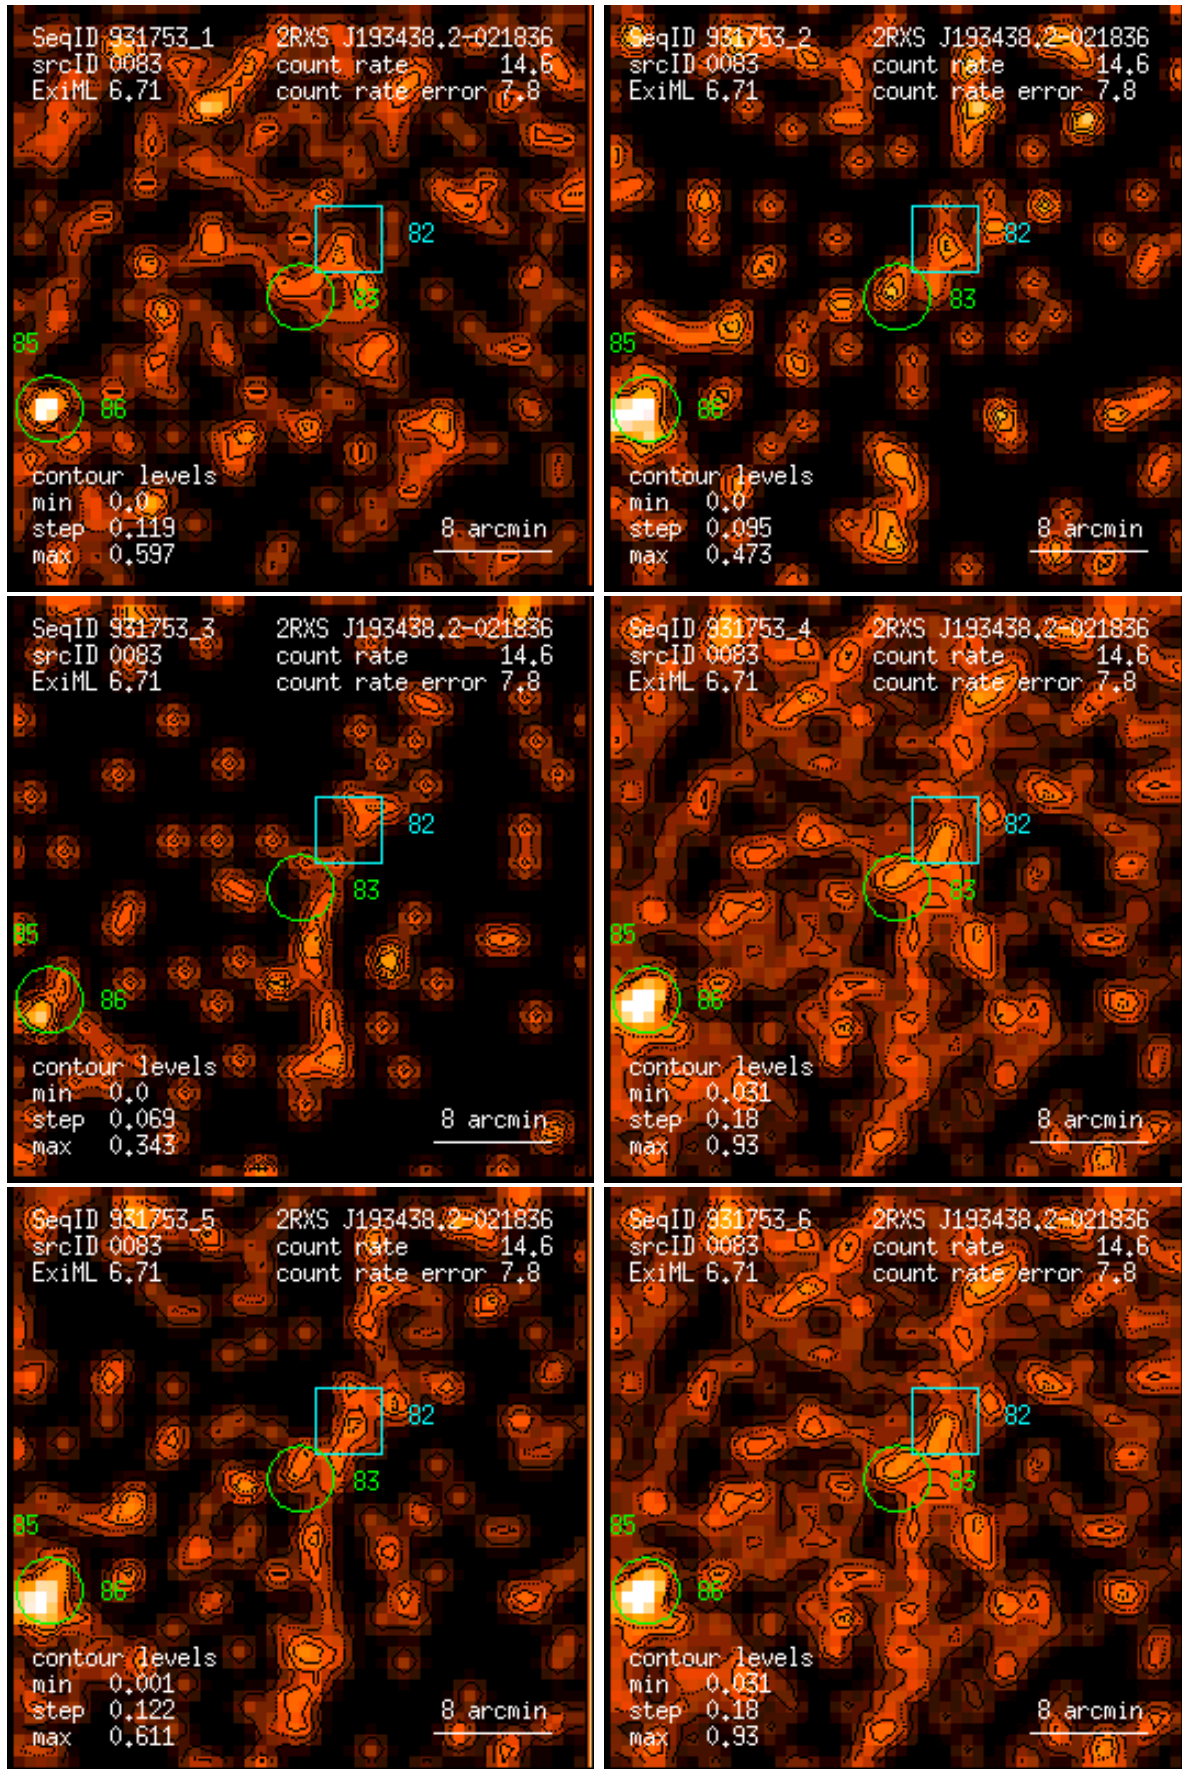 SeqID 931753_1 2RXS J193438.2-021836
srcID 0083 count rate 14.6
ExiML 6.71 count rate error 7.8
82
83
85
86
contour levels
min 0.0
step 0.119
max 0.597
8 arcmin
SeqID 931753_2 2RXS J193438.2-021836
srcID 0083 count rate 14.6
ExiML 6.71 count rate error 7.8
82
83
85
86
contour levels
min 0.0
step 0.095
max 0.473
8 arcmin
SeqID 931753_3 2RXS J193438.2-021836
srcID 0083 count rate 14.6
ExiML 6.71 count rate error 7.8
82
83
85
86
contour levels
min 0.0
step 0.069
max 0.343
8 arcmin
SeqID 931753_4 2RXS J193438.2-021836
srcID 0083 count rate 14.6
ExiML 6.71 count rate error 7.8
82
83
85
86
contour levels
min 0.031
step 0.18
max 0.93
8 arcmin
SeqID 931753_5 2RXS J193438.2-021836
srcID 0083 count rate 14.6
ExiML 6.71 count rate error 7.8
82
83
85
86
contour levels
min 0.001
step 0.122
max 0.611
8 arcmin
SeqID 931753_6 2RXS J193438.2-021836
srcID 0083 count rate 14.6
ExiML 6.71 count rate error 7.8
82
83
85
86
contour levels
min 0.031
step 0.18
max 0.93
8 arcmin